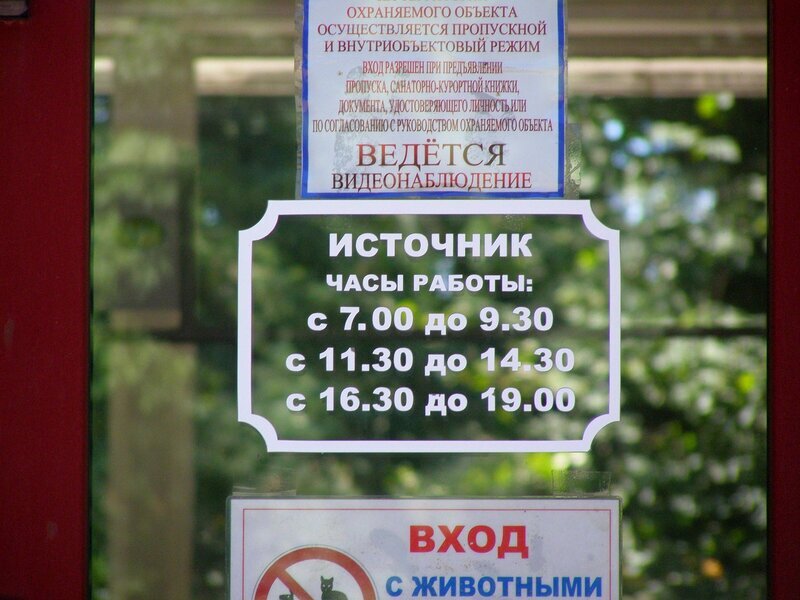 ОХРАНЯЕМОГО ОБЪЕКТА
ОСУЩЕСТВЛЯЕТСЯ ПРОПУСКНОЙ
И ВНУТРИОБЪЕКТОВЫЙ РЕЖИМ
ВХОД РАЗРЕШЕН ПРИ ПРЕДЪЯВЛЕНИИ
ПРОПУСКА, САНАТОРНО-КУРОРТНОЙ КНИЖКИ,
ДОКУМЕНТА, УДОСТОВЕРЯЮЩЕГО ЛИЧНОСТЬ ИЛИ
ПО СОГЛАСОВАНИЮ С РУКОВОДСТВОМ ОХРАНЯЕМОГО ОБЪЕКТА
ВЕДЁТСЯ
ВИДЕОНАБЛЮДЕНИЕ
ИСТОЧНИК
ЧАСЫ РАБОТЫ:
с 7.00 до 9.30
с 11.30 до 14.30
с 16.30 до 19.00
ВХОД
С ЖИВОТНЫМИ